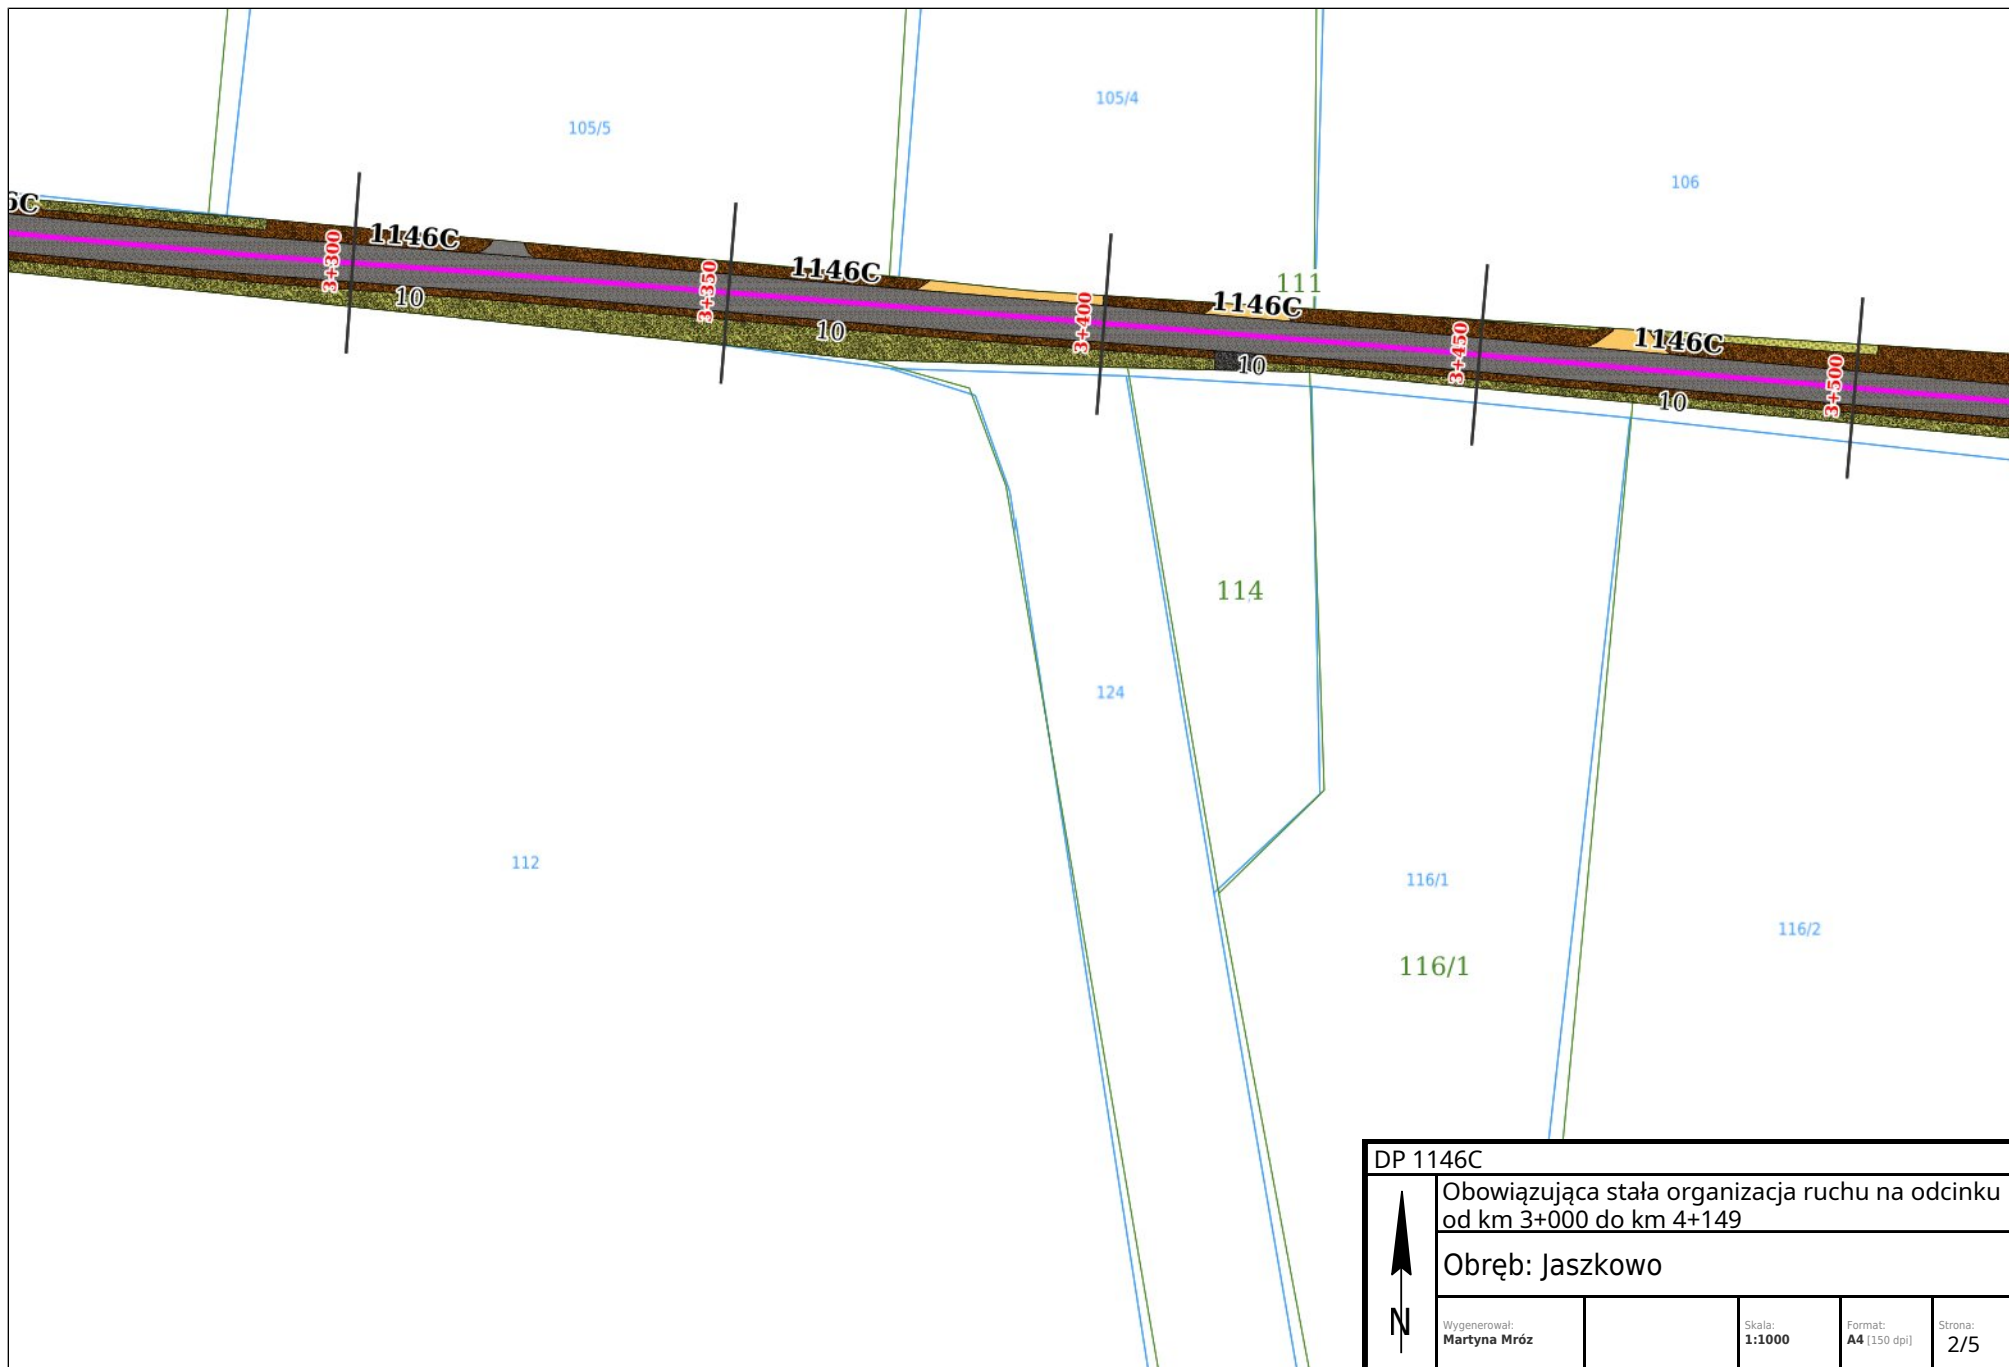 105/4
105/5
106
6C
1146C
3+300
1146C
3+350
111
1146C
10
3+400
10
1146C
3+450
10
3+500
10
114
124
112
116/1
116/2
116/1
DP 1146C
Obowiązująca stała organizacja ruchu na odcinku
od km 3+000 do km 4+149
Obręb: Jaszkowo
N
Wygenerował:
Martyna Mróz
Skala:
1:1000
Format:
A4 [150 dpi]
Strona:
2/5